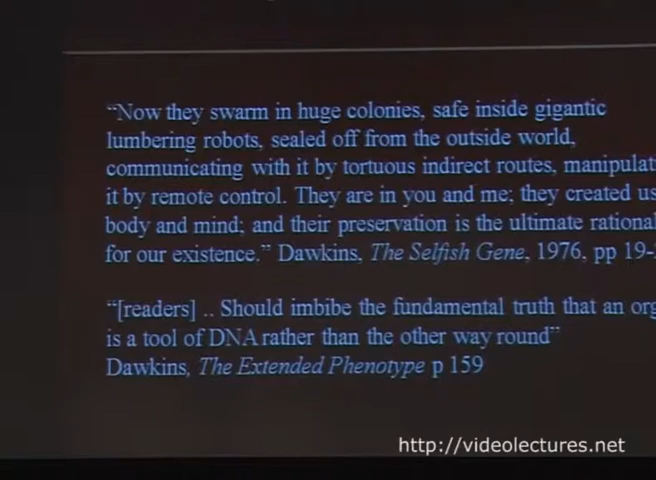 “Now they swarm in huge colonies, safe inside gigantic
lumbering robots, sealed off from the outside world,
communicating with it by tortuous indirect routes, manipulat
it by remote control. They are in you and me; they created us
body and mind; and their preservation is the ultimate rational
for our existence.” Dawkins, The Selfish Gene, 1976, pp 19-
“[readers] .. Should imbibe the fundamental truth that an org
is a tool of DNA rather than the other way round”
Dawkins, The Extended Phenotype p 159
http://videolectures.net